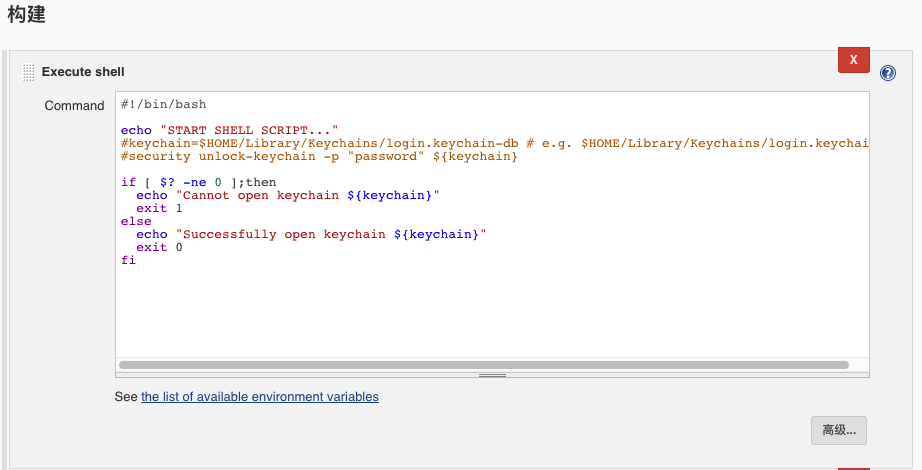 构建
Execute shell
X
?
Command
#!/bin/bash
echo "START SHELL SCRIPT..."
#keychain=$HOME/Library/Keychains/login.keychain-db # e.g. $HOME/Library/Keychains/login.keychai
#security unlock-keychain -p "password" ${keychain}
if [ $? -ne 0 ];then
echo "Cannot open keychain ${keychain}"
exit 1
else
echo "Successfully open keychain ${keychain}"
exit 0
fi
See the list of available environment variables
高级...